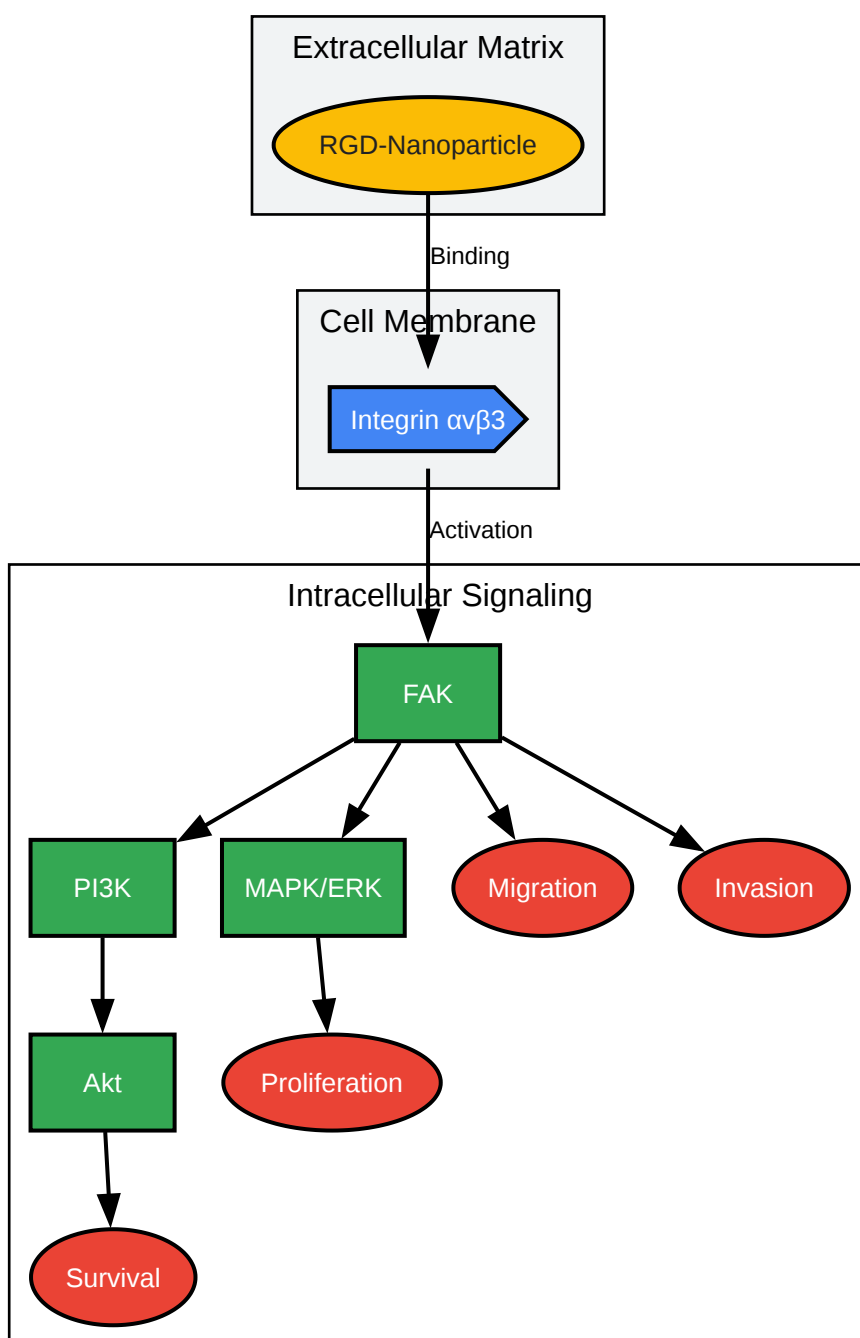 Extracellular Matrix
RGD-Nanoparticle
Binding
Cell Membrane
Integrin αvβ3
Activation
Intracellular Signaling
FAK
PI3K
MAPK/ERK
Migration
Invasion
Akt
Proliferation
Survival